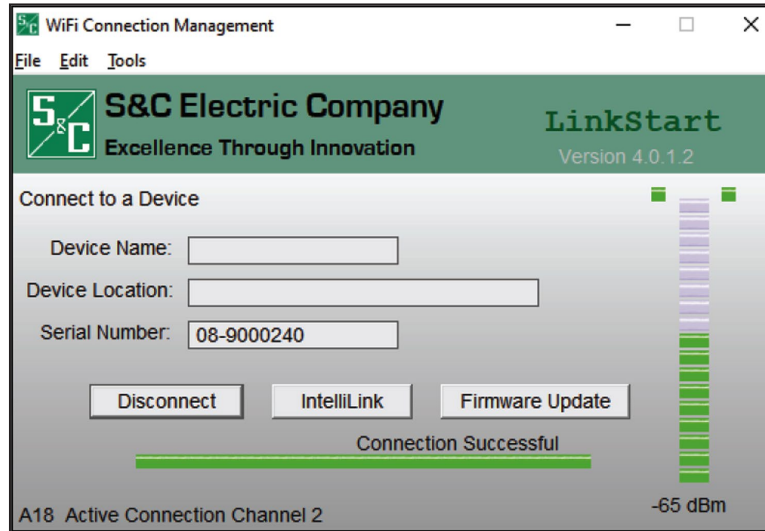 WiFi Connection Management
File Edit Tools
S&C
S&C Electric Company
Excellence Through Innovation
LinkStart
Version 4.0.1.2
Connect to a Device
Device Name:
Device Location:
Serial Number: 08-9000240
Disconnect IntelliLink Firmware Update
Connection Successful
A18 Active Connection Channel 2
-65 dBm